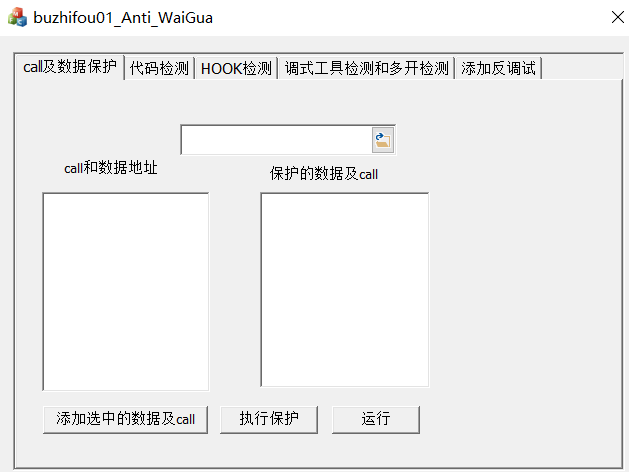 buzhifou01_Anti_WaiGua
call及数据保护 代码检测 HOOK检测 调式工具检测和多开检测 添加反调试
call和数据地址 保护的数据及call
添加选中的数据及call 执行保护 运行